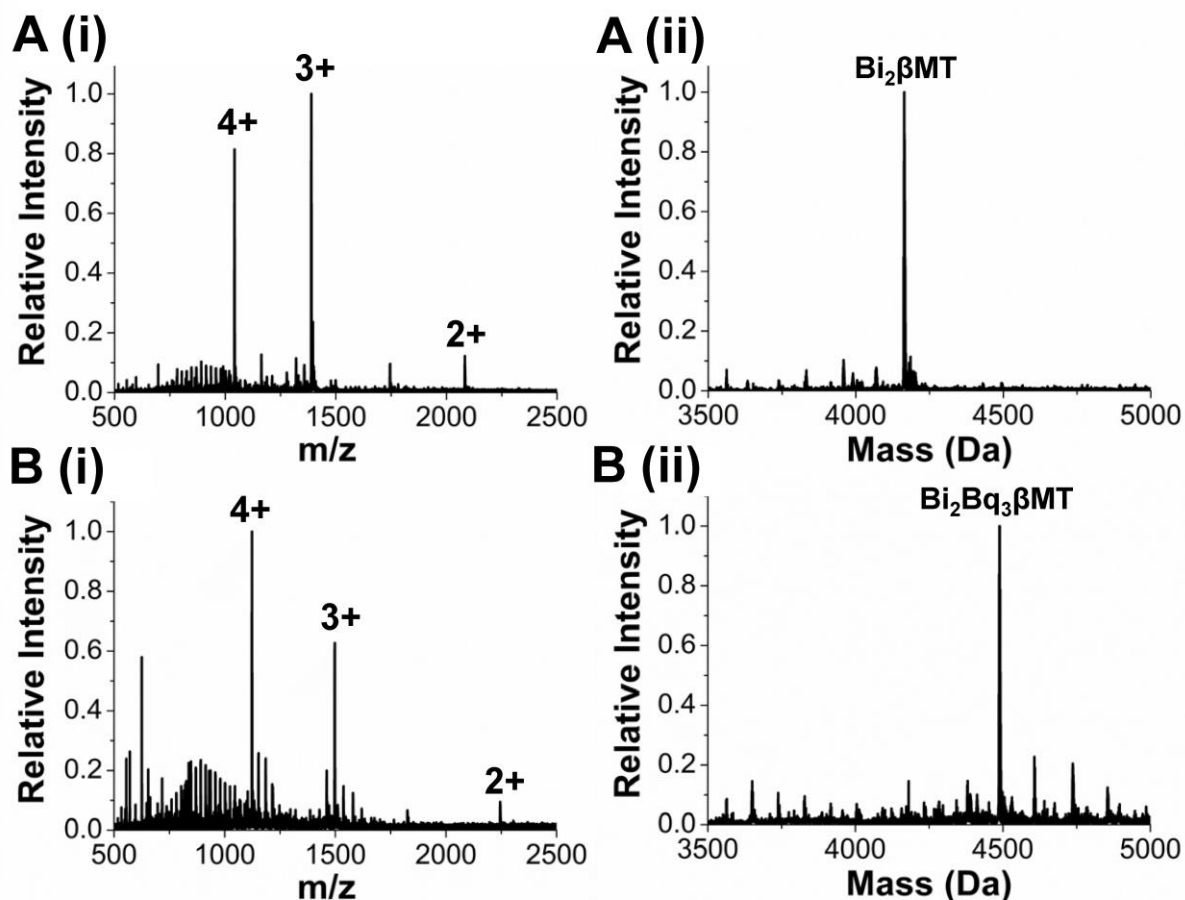 A (i)
Relative Intensity
1.0
0.8
0.6
0.4
0.2
0.0
4+
3+
2+
500 1000 1500 2000 2500
m/z
A (ii)
Relative Intensity
1.0
0.8
0.6
0.4
0.2
0.0
Bi₂βMT
3500 4000 4500 5000
Mass (Da)
B (i)
Relative Intensity
1.0
0.8
0.6
0.4
0.2
0.0
4+
3+
2+
500 1000 1500 2000 2500
m/z
B (ii)
Relative Intensity
1.0
0.8
0.6
0.4
0.2
0.0
Bi₂Bq₃βMT
3500 4000 4500 5000
Mass (Da)